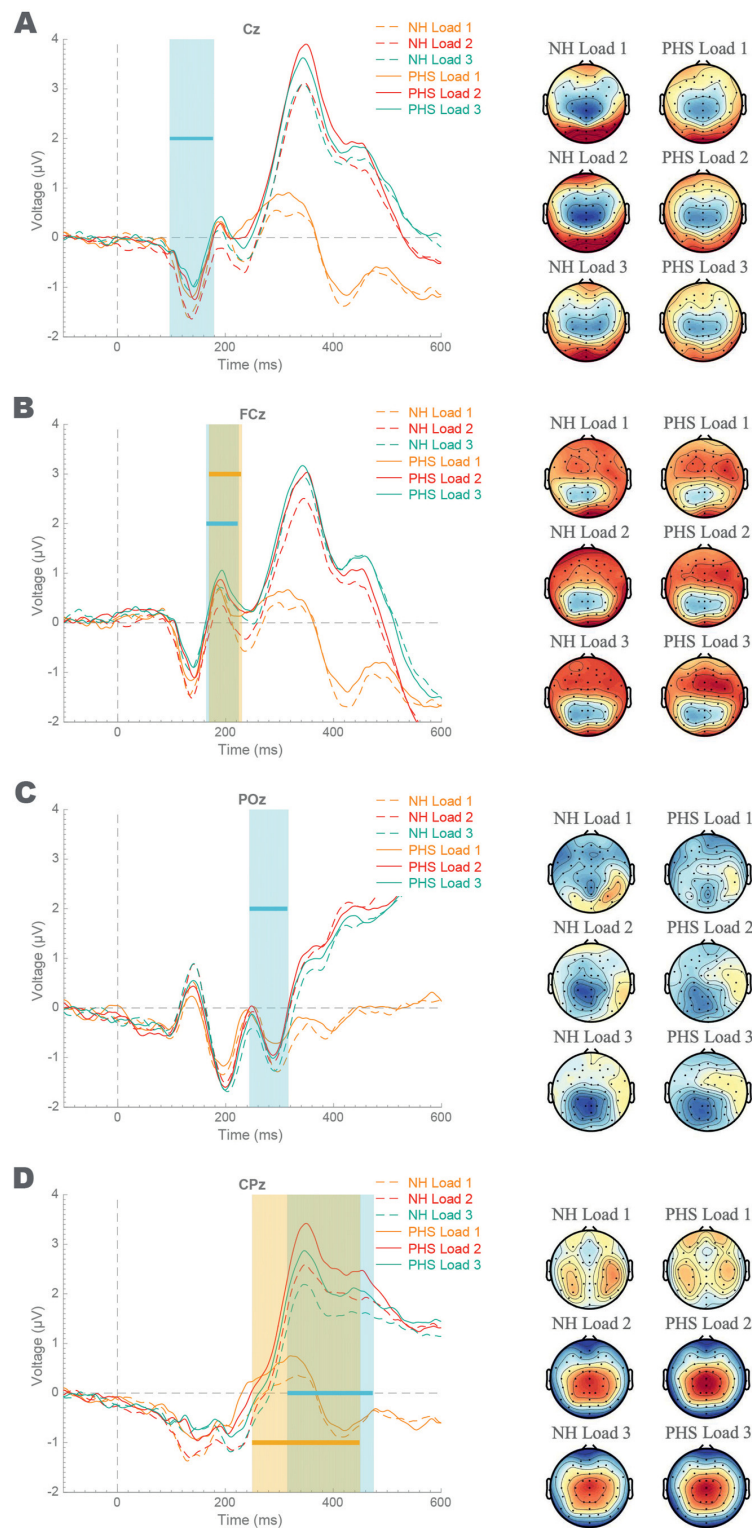 A
Cz
NH Load 1
NH Load 2
NH Load 3
PHS Load 1
PHS Load 2
PHS Load 3
4
3
2
1
0
-1
-2
Voltage (µV)
0
200
400
600
Time (ms)
NH Load 1
PHS Load 1
NH Load 2
PHS Load 2
NH Load 3
PHS Load 3
B
FCz
NH Load 1
NH Load 2
NH Load 3
PHS Load 1
PHS Load 2
PHS Load 3
4
3
2
1
0
-1
-2
Voltage (µV)
0
200
400
600
Time (ms)
NH Load 1
PHS Load 1
NH Load 2
PHS Load 2
NH Load 3
PHS Load 3
C
POz
NH Load 1
NH Load 2
NH Load 3
PHS Load 1
PHS Load 2
PHS Load 3
4
3
2
1
0
-1
-2
Voltage (µV)
0
200
400
600
Time (ms)
NH Load 1
PHS Load 1
NH Load 2
PHS Load 2
NH Load 3
PHS Load 3
D
CPz
NH Load 1
NH Load 2
NH Load 3
PHS Load 1
PHS Load 2
PHS Load 3
4
3
2
1
0
-1
-2
Voltage (µV)
0
200
400
600
Time (ms)
NH Load 1
PHS Load 1
NH Load 2
PHS Load 2
NH Load 3
PHS Load 3